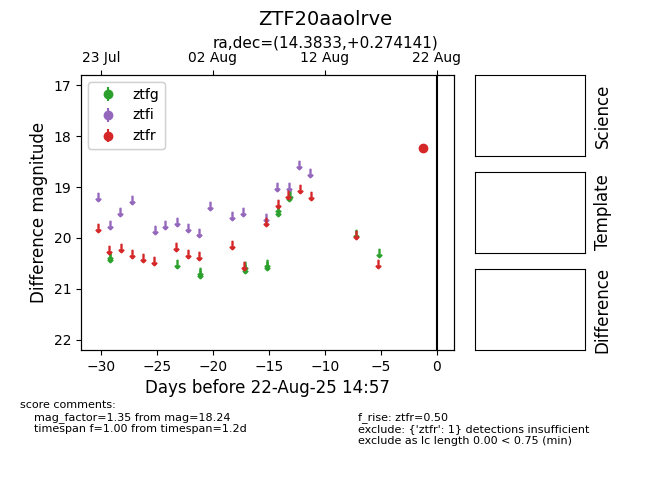 ZTF20aaolrve
ra,dec=(14.3833,+0.274141)
23 Jul 02 Aug 12 Aug 22 Aug
ztfg
ztfi
ztfr
17
18
19
20
21
22
Difference magnitude
−30 −25 −20 −15 −10 −5 0
Days before 22-Aug-25 14:57
Science
Template
Difference
score comments:
mag_factor=1.35 from mag=18.24
timespan f=1.00 from timespan=1.2d
f_rise: ztfr=0.50
exclude: {'ztfr': 1} detections insufficient
exclude as lc length 0.00 < 0.75 (min)